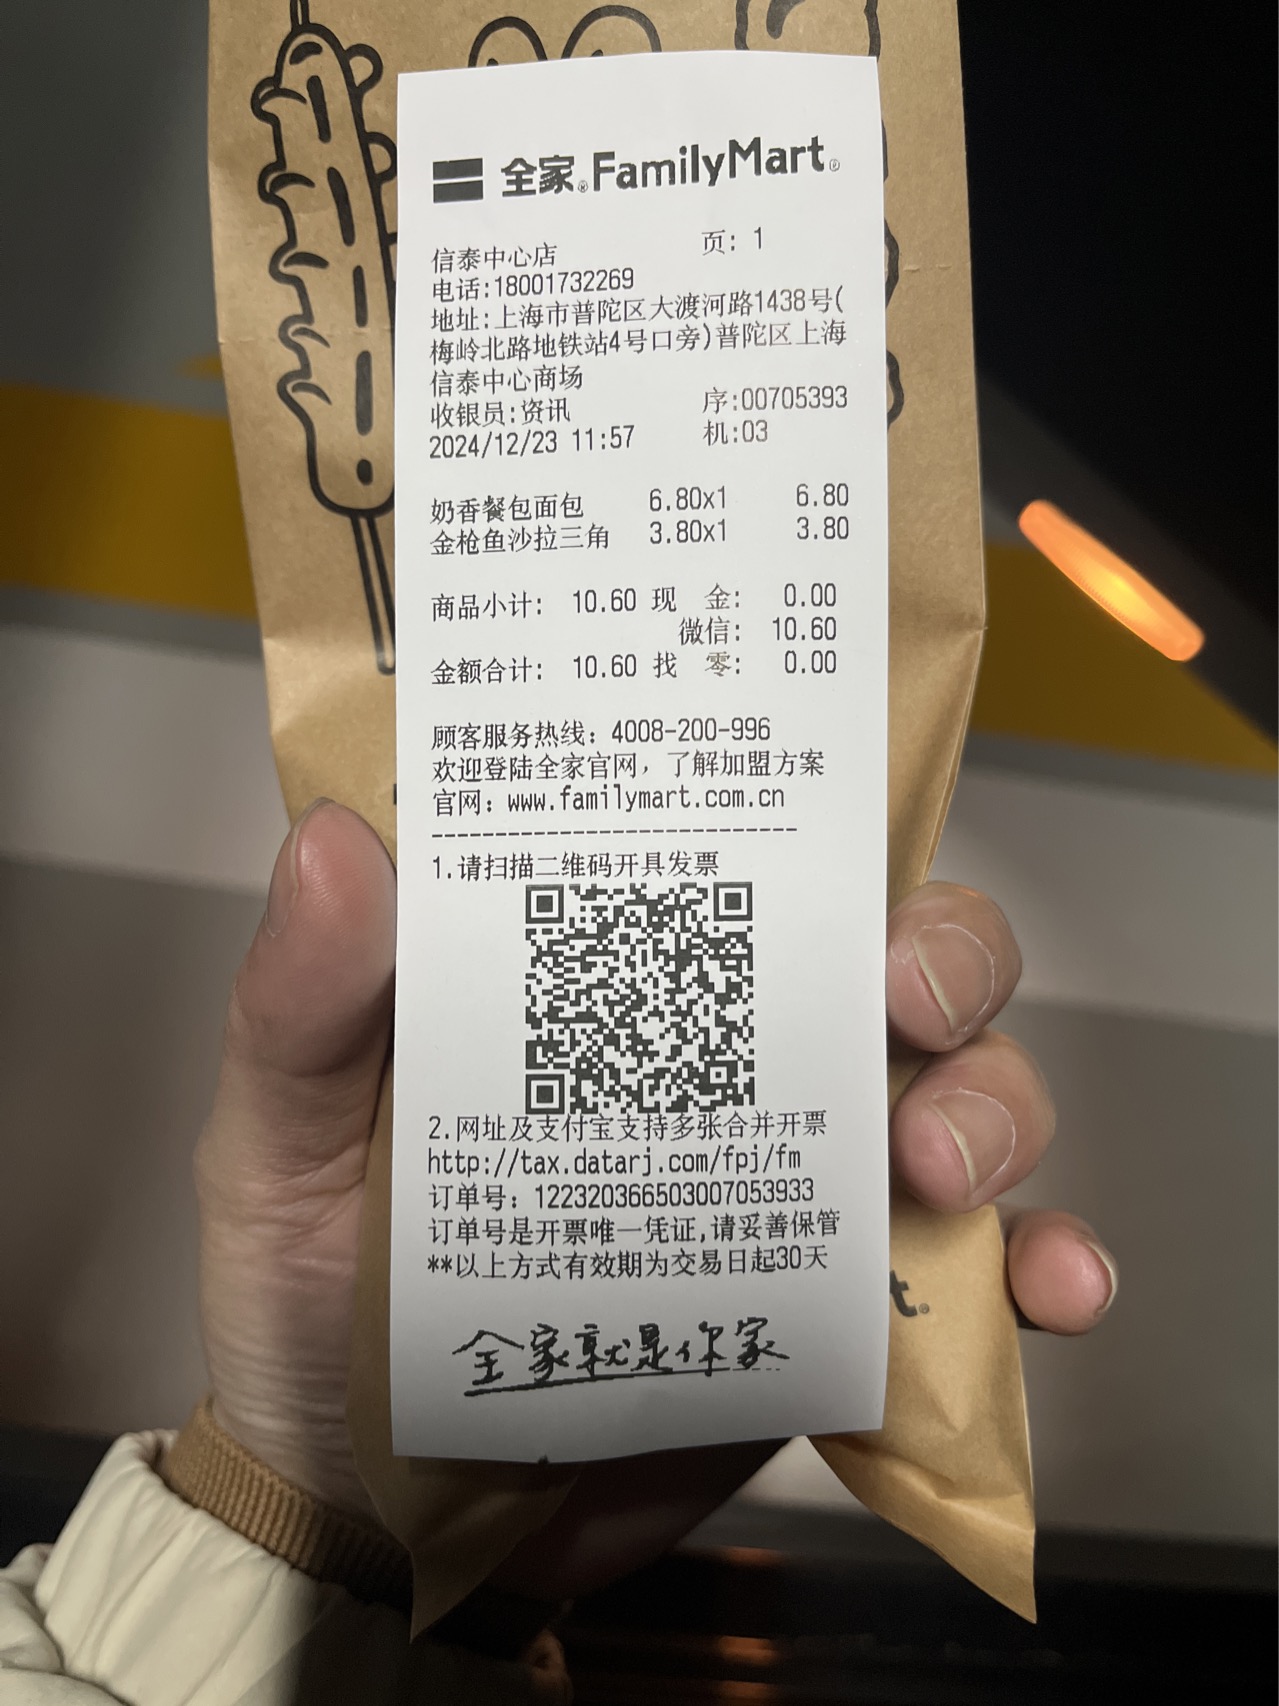 全家® FamilyMart®
信泰中心店 页: 1
电话:18001732269
地址:上海市普陀区大渡河路1438号(
梅岭北路地铁站4号口旁)普陀区上海
信泰中心商场
收银员:资讯 序:00705393
2024/12/23 11:57 机:03
奶香餐包面包 6.80x1 6.80
金枪鱼沙拉三角 3.80x1 3.80
商品小计: 10.60 现 金: 0.00
微信: 10.60
金额合计: 10.60 找 零: 0.00
顾客服务热线: 4008-200-996
欢迎登陆全家官网，了解加盟方案
官网: www.familymart.com.cn
------------------------------
1.请扫描二维码开具发票
2.网址及支付宝支持多张合并开票
http://tax.datarj.com/fpj/fm
订单号: 122320366503007053933
订单号是开票唯一凭证,请妥善保管
**以上方式有效期为交易日起30天
全家就是你家
t®